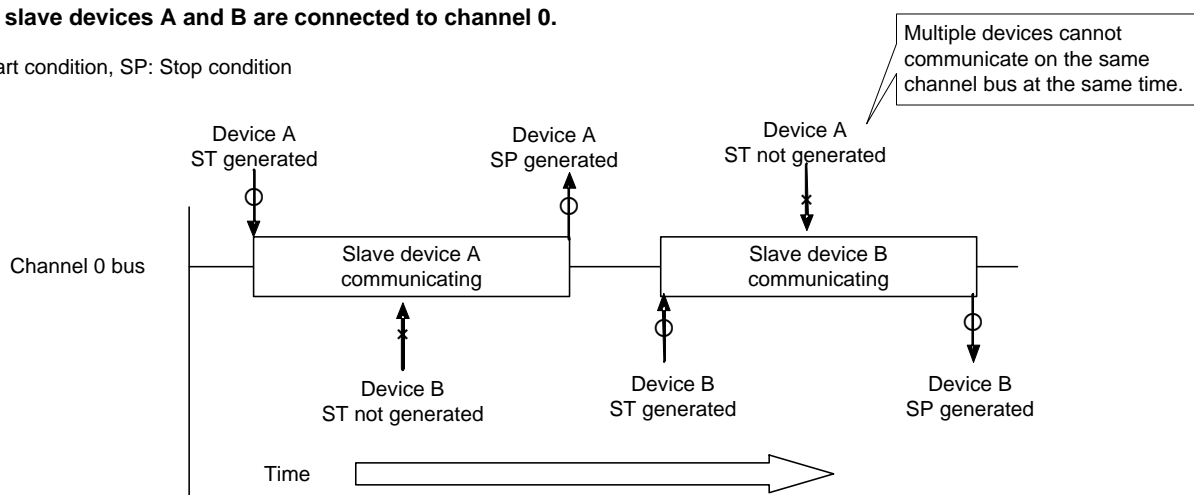 slave devices A and B are connected to channel 0.
art condition, SP: Stop condition
Multiple devices cannot
communicate on the same
channel bus at the same time.
Device A
ST generated
Device A
SP generated
Device A
ST not generated
Channel 0 bus
Slave device A
communicating
Slave device B
communicating
Device B
ST not generated
Device B
ST generated
Device B
SP generated
Time